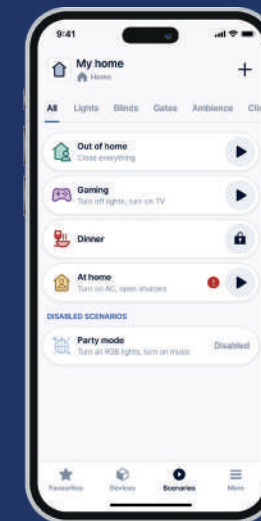 9:41
My home
Home
All Lights Blinds Gates Ambience Cli
Out of home
Close everything
Gaming
Turn off lights, turn on TV
Dinner
At home
Turn on AC, open shutters
DISABLED SCENARIOS
Party mode
Turn all RGB lights, turn on music
Disabled
Favourites Devices Scenarios More